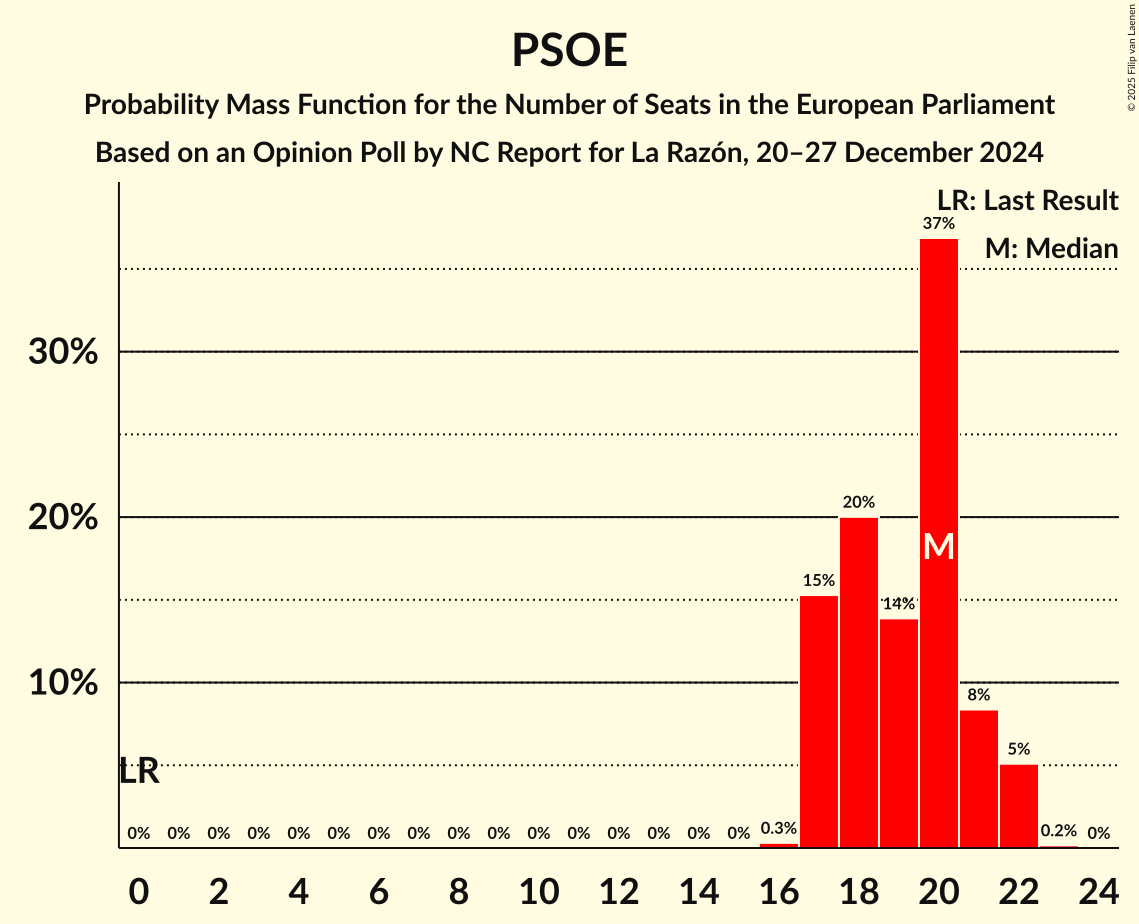 PSOE
Probability Mass Function for the Number of Seats in the European Parliament
Based on an Opinion Poll by NC Report for La Razón, 20–27 December 2024
© 2025 Filip van Laenen
LR: Last Result
M: Median
37%
30%
20%
20%
M
15%
14%
10%
8%
5%
LR
0% 0% 0% 0% 0% 0% 0% 0% 0% 0% 0% 0% 0% 0% 0% 0% 0.3% 0.2% 0%
0 2 4 6 8 10 12 14 16 18 20 22 24